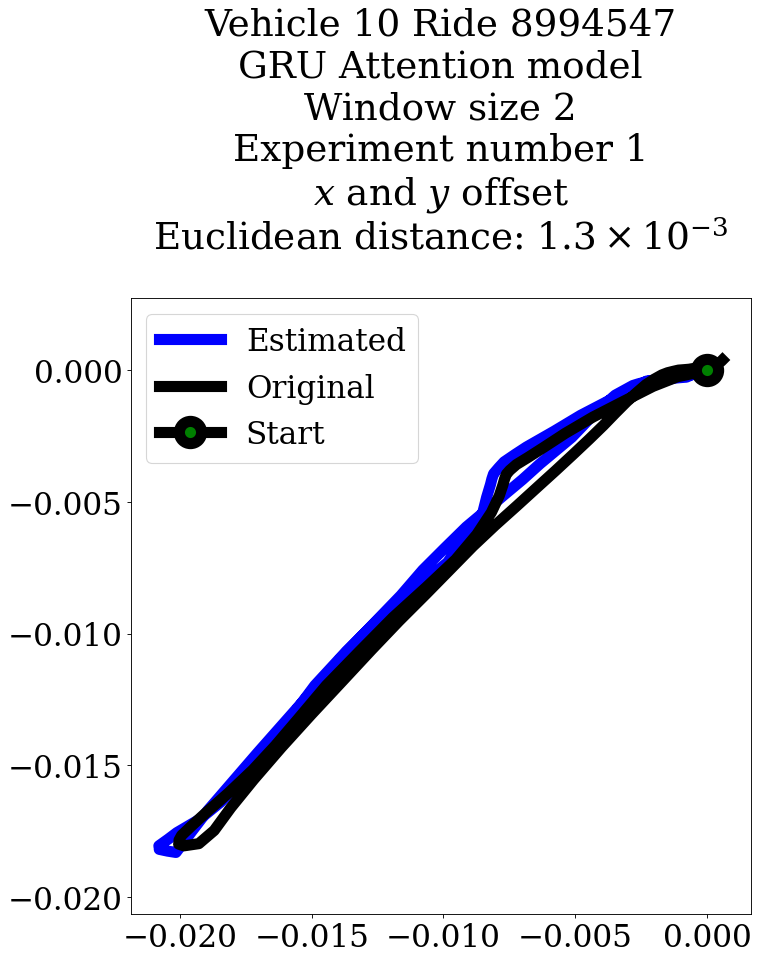 Vehicle 10 Ride 8994547
GRU Attention model
Window size 2
Experiment number 1
x and y offset
Euclidean distance: 1.3 × 10⁻³
Estimated
Original
Start
0.000
−0.005
−0.010
−0.015
−0.020
−0.020 −0.015 −0.010 −0.005 0.000